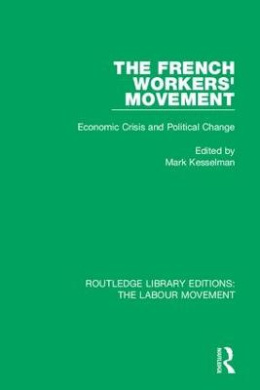 THE FRENCH
WORKERS'
MOVEMENT
Economic Crisis and Political Change
Edited by
Mark Kesselman
ROUTLEDGE LIBRARY EDITIONS:
THE LABOUR MOVEMENT
ROUTLEDGE